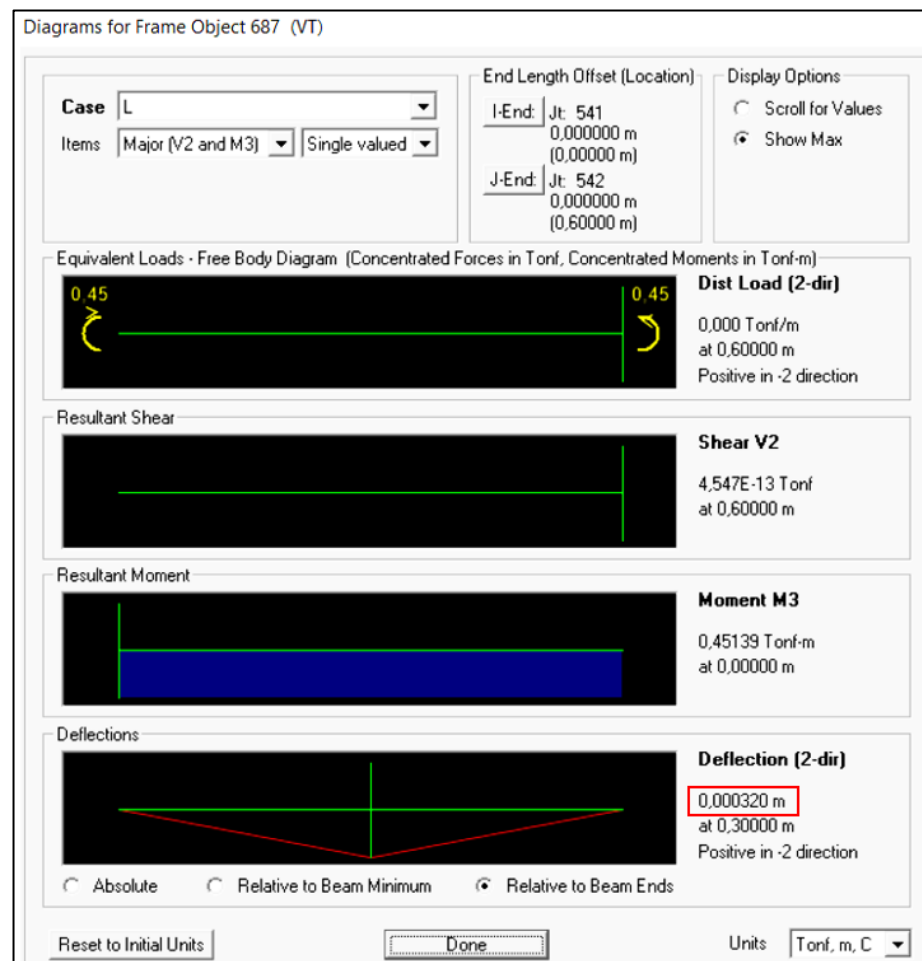 Diagrams for Frame Object 687 (VT)
Case L
Items Major (V2 and M3) Single valued
End Length Offset (Location)
I-End: Jt: 541
0,000000 m
(0,00000 m)
J-End: Jt: 542
0,000000 m
(0,60000 m)
Display Options
Scroll for Values
Show Max
Equivalent Loads - Free Body Diagram (Concentrated Forces in Tonf, Concentrated Moments in Tonf-m)
0,45 0,45
Dist Load (2-dir)
0,000 Tonf/m
at 0,60000 m
Positive in -2 direction
Resultant Shear
Shear V2
4,547E-13 Tonf
at 0,60000 m
Resultant Moment
Moment M3
0,45139 Tonf-m
at 0,00000 m
Deflections
Deflection (2-dir)
0,000320 m
at 0,30000 m
Positive in -2 direction
Absolute Relative to Beam Minimum Relative to Beam Ends
Reset to Initial Units Done Units Tonf, m, C